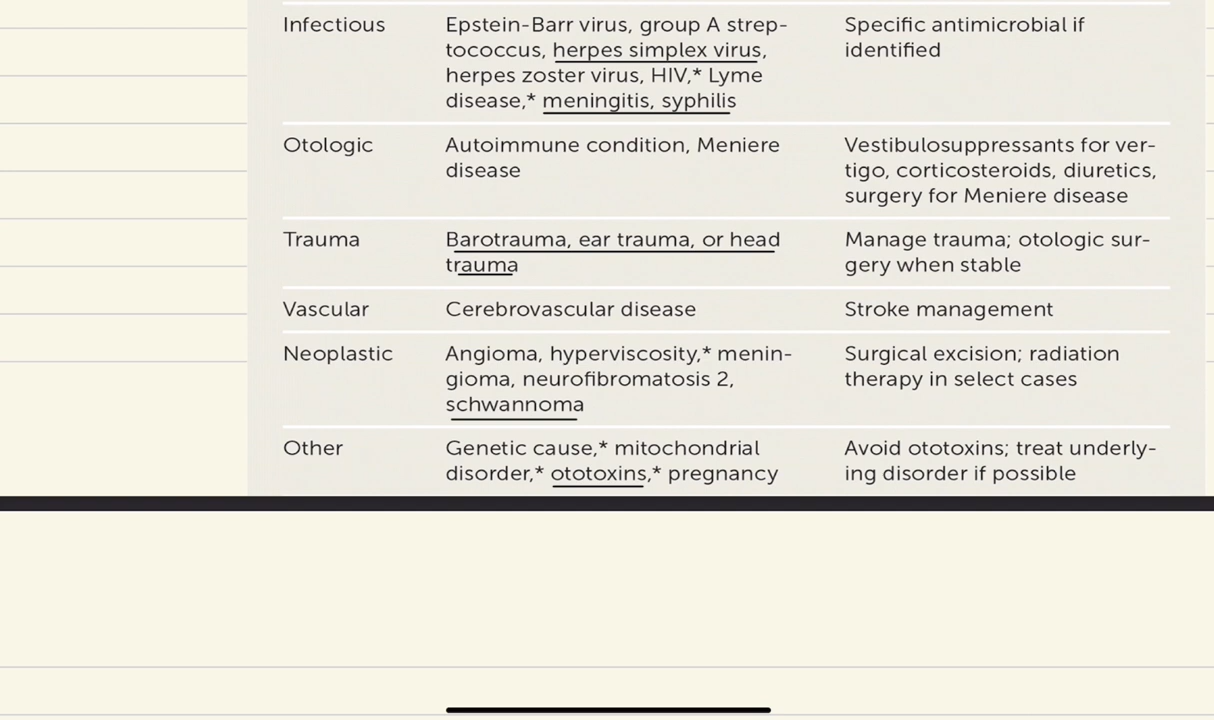 Infectious
Epstein-Barr virus, group A strep-
tococcus, herpes simplex virus,
herpes zoster virus, HIV,* Lyme
disease,* meningitis, syphilis
Specific antimicrobial if
identified
Otologic
Autoimmune condition, Meniere
disease
Vestibulosuppressants for ver-
tigo, corticosteroids, diuretics,
surgery for Meniere disease
Trauma
Barotrauma, ear trauma, or head
trauma
Manage trauma; otologic sur-
gery when stable
Vascular
Cerebrovascular disease
Stroke management
Neoplastic
Angioma, hyperviscosity,* menin-
gioma, neurofibromatosis 2,
schwannoma
Surgical excision; radiation
therapy in select cases
Other
Genetic cause,* mitochondrial
disorder,* ototoxins,* pregnancy
Avoid ototoxins; treat underly-
ing disorder if possible